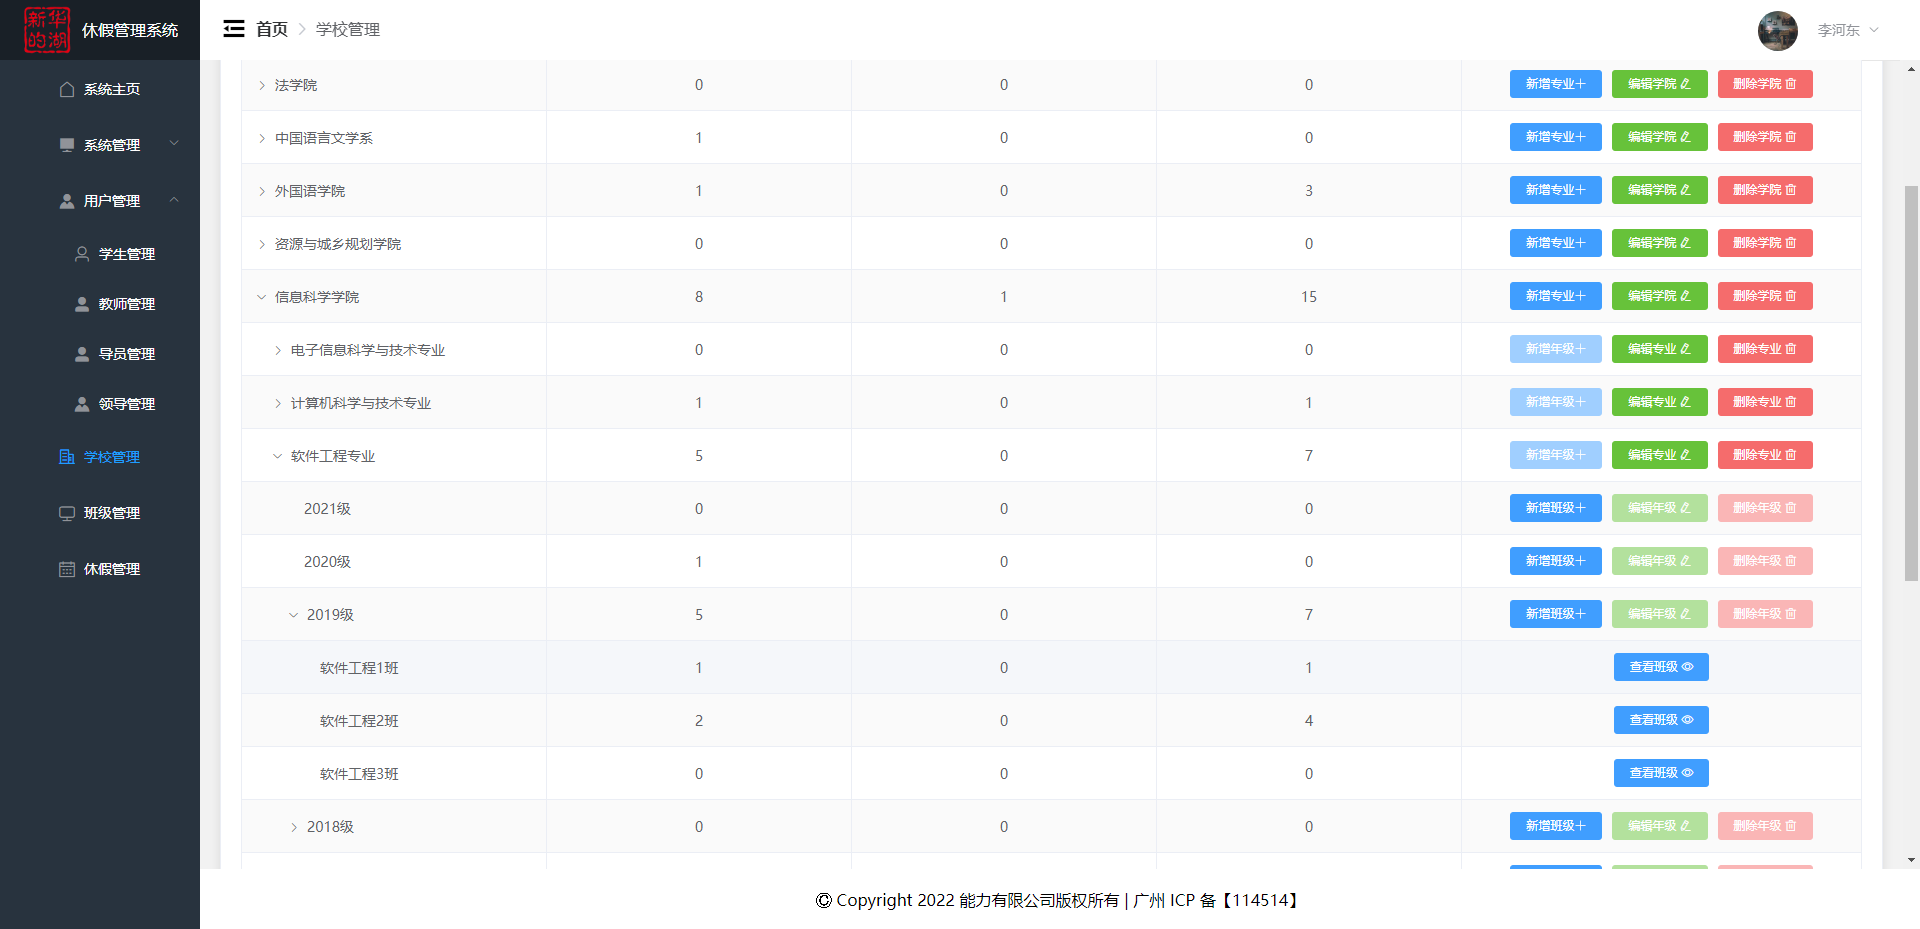 新华的湖
休假管理系统
首页
学校管理
李河东
系统主页
系统管理
用户管理
学生管理
教师管理
导员管理
领导管理
学校管理
班级管理
休假管理
法学院 0 0 0 新增专业 编辑学院 删除学院
中国语言文学系 1 0 0 新增专业 编辑学院 删除学院
外国语学院 1 0 3 新增专业 编辑学院 删除学院
资源与城乡规划学院 0 0 0 新增专业 编辑学院 删除学院
信息科学学院 8 1 15 新增专业 编辑学院 删除学院
电子信息科学与技术专业 0 0 0 新增年级 编辑专业 删除专业
计算机科学与技术专业 1 0 1 新增年级 编辑专业 删除专业
软件工程专业 5 0 7 新增年级 编辑专业 删除专业
2021级 0 0 0 新增班级 编辑年级 删除年级
2020级 1 0 0 新增班级 编辑年级 删除年级
2019级 5 0 7 新增班级 编辑年级 删除年级
软件工程1班 1 0 1 查看班级
软件工程2班 2 0 4 查看班级
软件工程3班 0 0 0 查看班级
2018级 0 0 0 新增班级 编辑年级 删除年级
© Copyright 2022 能力有限公司版权所有 | 广州 ICP 备【114514】